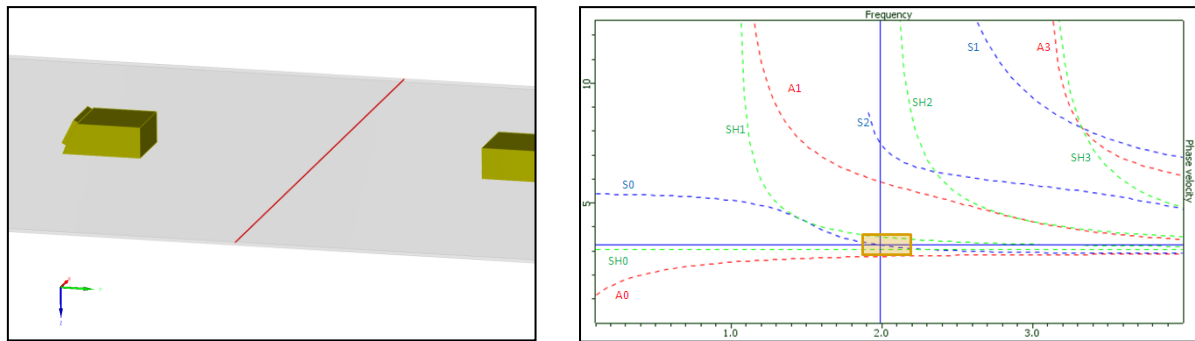 Frequency
10
5
S1
A3
A1
SH2
SH1
S2
S0
SH3
SH0
A0
Phase velocity
1.0 2.0 3.0